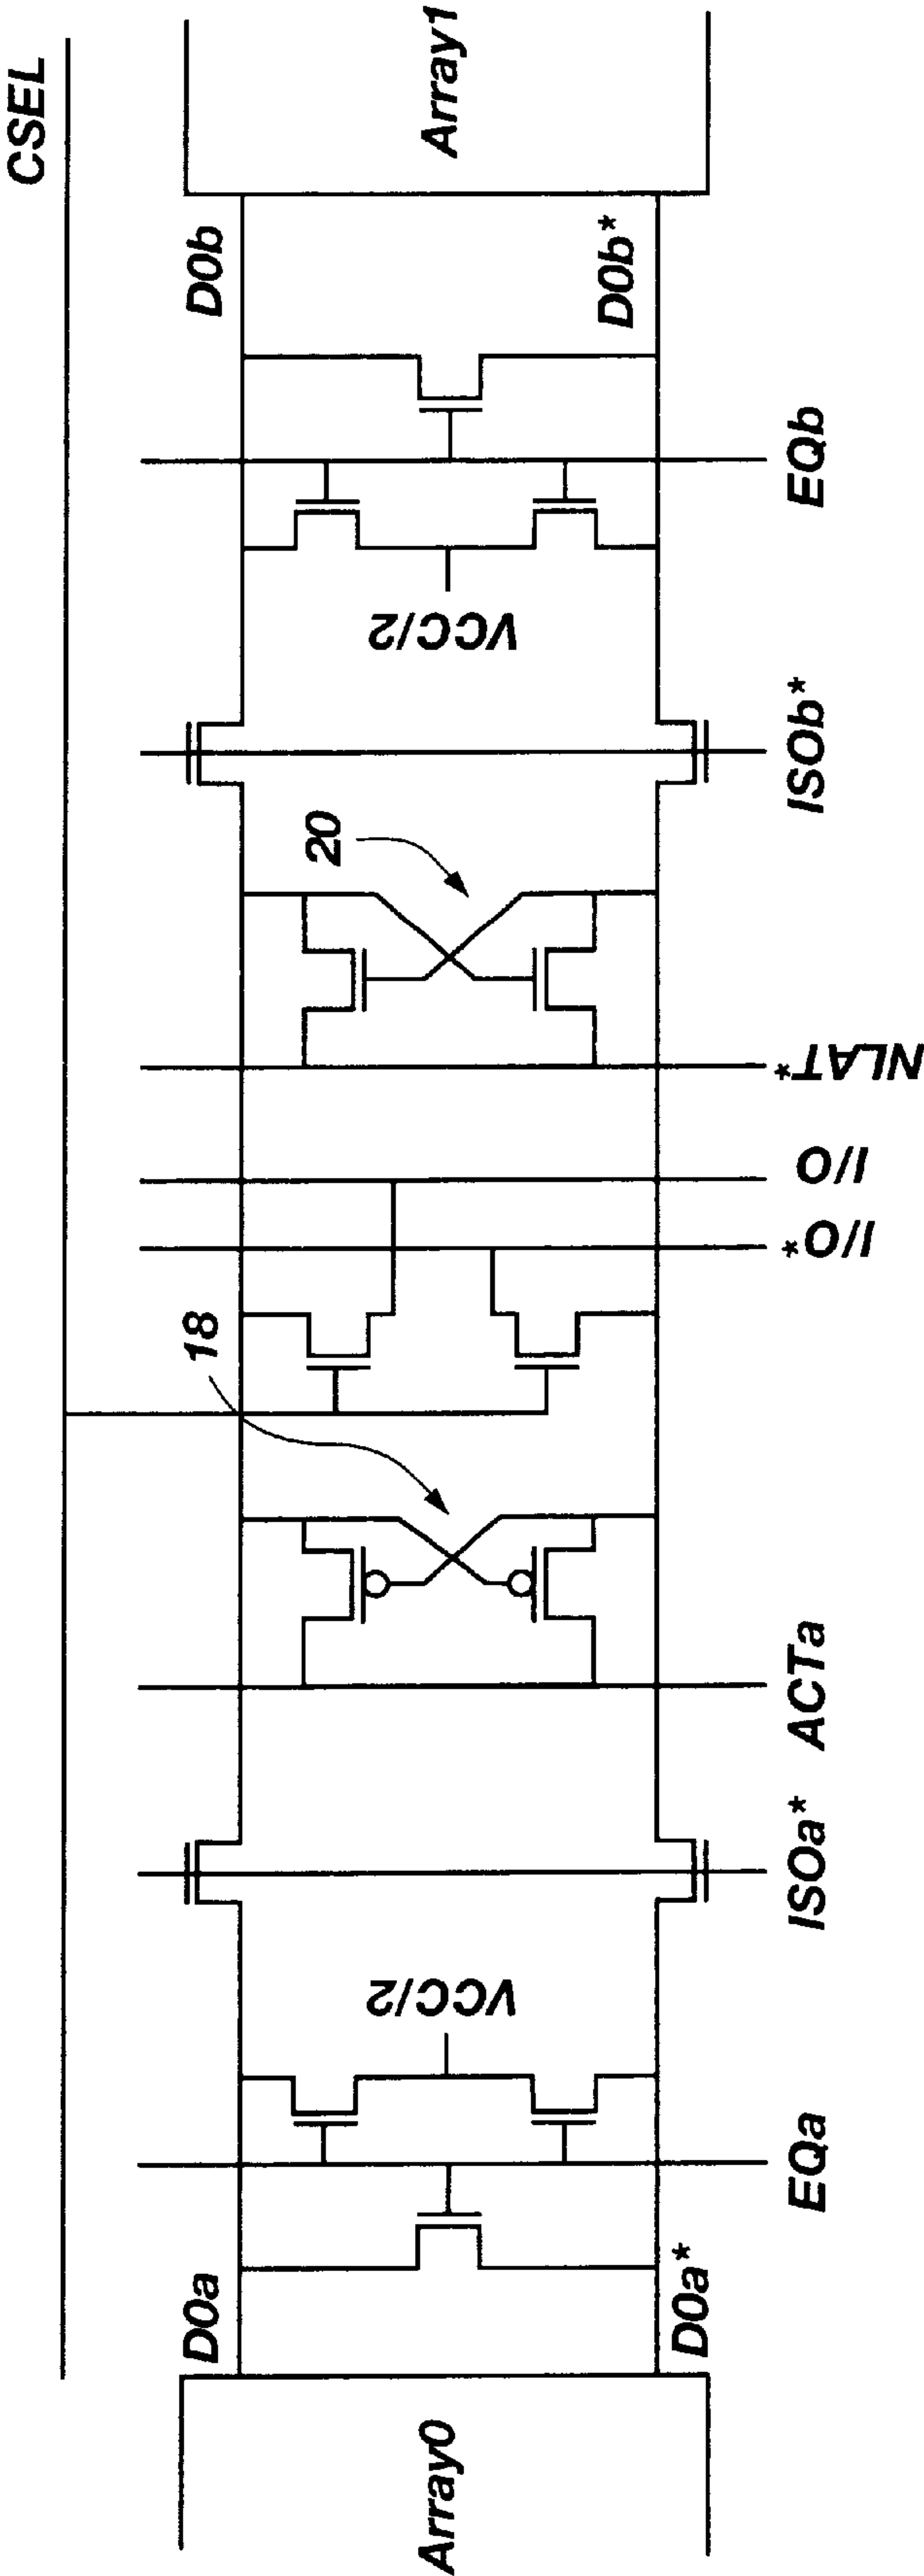 CSEL
D0a
D0b
18
20
Array0
VCC/2
VCC/2
Array1
D0a*
D0b*
EQa
ISOa*
ACTa
I/O*
I/O
NLAT*
ISOb*
EQb